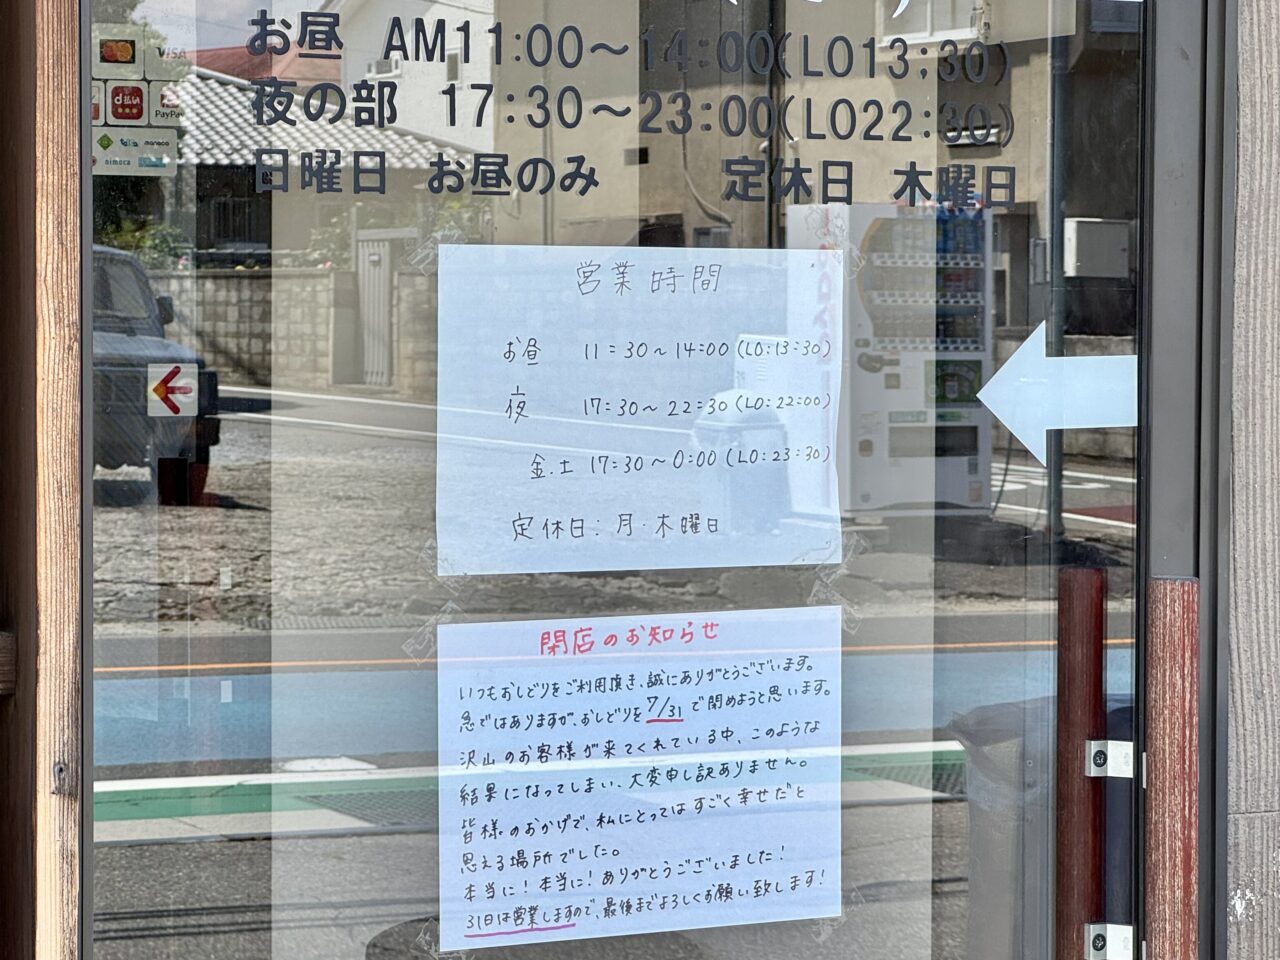 お昼 AM11:00～14:00(LO13:30)
夜の部 17:30～23:00(LO22:30)
日曜日 お昼のみ 定休日 木曜日
VISA
d払い
PayPay
nimoca
manaca
営業時間
お昼 11:30～14:00(LO:13:30)
夜 17:30～22:30(LO:22:00)
金.土 17:30～0:00(LO:23:30)
定休日:月・木曜日
閉店のお知らせ
いつもおしどりをご利用頂き、誠にありがとうございます。
急ではありますが、おしどりを7/31で閉めようと思います。
沢山のお客様が来てくれている中、このような
結果になってしまい、大変申し訳ありません。
皆様のおかげで、私にとってはすごく幸せだと
思える場所でした。
本当に!本当に!ありがとうございました!
31日は営業しますので、最後までよろしくお願い致します!